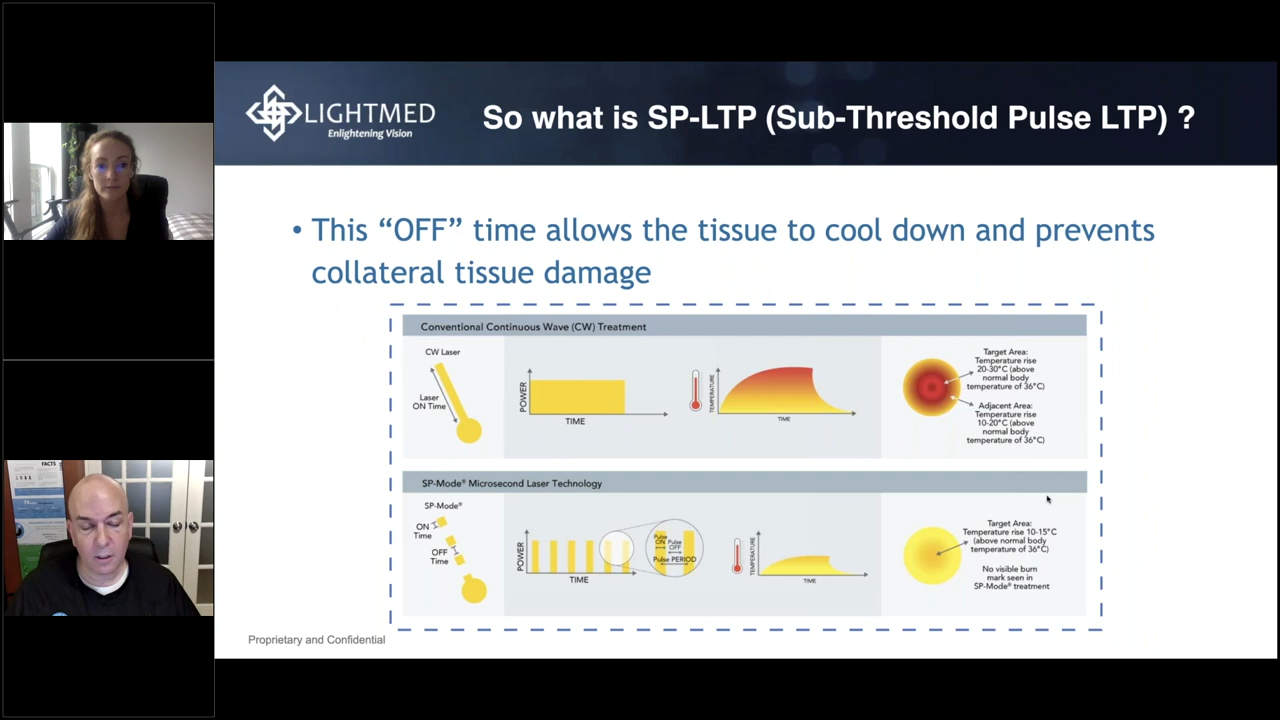 LIGHTMED
Enlightening Vision
So what is SP-LTP (Sub-Threshold Pulse LTP) ?
• This “OFF” time allows the tissue to cool down and prevents
collateral tissue damage
Conventional Continuous Wave (CW) Treatment
CW Laser
Laser
ON Time
POWER
TIME
TEMPERATURE
TIME
Target Area:
Temperature rise
20-30°C (above
normal body
temperature of 36°C)
Adjacent Area:
Temperature rise
10-20°C (above
normal body
temperature of 36°C)
SP-Mode® Microsecond Laser Technology
SP-Mode®
ON
Time
OFF
Time
POWER
TIME
Pulse
ON
Pulse
OFF
Pulse PERIOD
TEMPERATURE
TIME
Target Area:
Temperature rise 10-15°C
(above normal body
temperature of 36°C)
No visible burn
mark seen in
SP-Mode® treatment
Proprietary and Confidential
FACTS